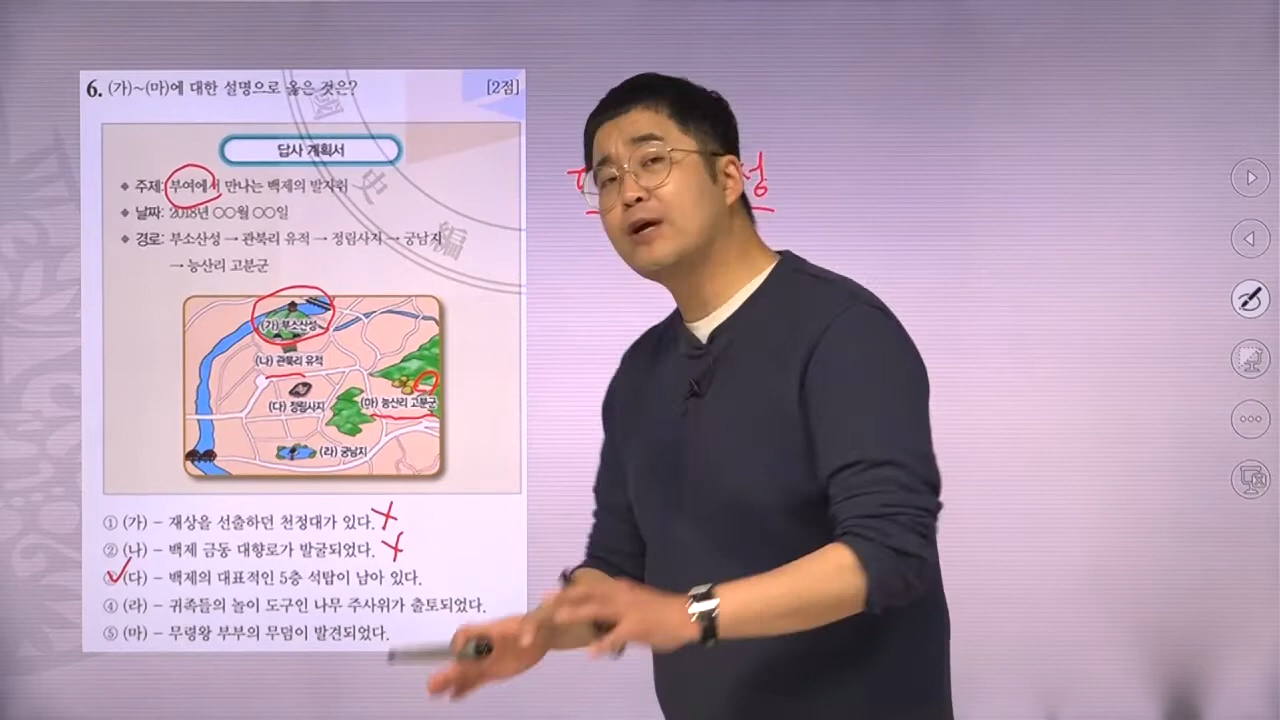 6. (가)~(마)에 대한 설명으로 옳은 것은? [2점]
답사 계획서
❖ 주제: 부여에서 만나는 백제의 발자취
❖ 날짜: 2018년 ○○월 ○○일
❖ 경로: 부소산성 → 관북리 유적 → 정림사지 → 궁남지
→ 능산리 고분군
(가) 부소산성
(나) 관북리 유적
(다) 정림사지
(마) 능산리 고분군
(라) 궁남지
① (가) – 재상을 선출하던 천정대가 있다.
② (나) – 백제 금동 대향로가 발굴되었다.
③ (다) – 백제의 대표적인 5층 석탑이 남아 있다.
④ (라) – 귀족들의 놀이 도구인 나무 주사위가 출토되었다.
⑤ (마) – 무령왕 부부의 무덤이 발견되었다.
성
史
編